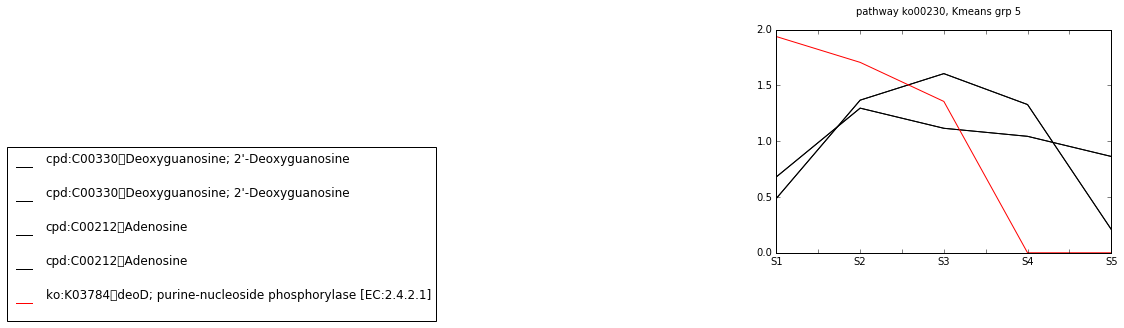 pathway ko00230, Kmeans grp 5
2.0
1.5
1.0
0.5
0.0
S1 S2 S3 S4 S5
cpd:C00330▯Deoxyguanosine; 2'-Deoxyguanosine
cpd:C00330▯Deoxyguanosine; 2'-Deoxyguanosine
cpd:C00212▯Adenosine
cpd:C00212▯Adenosine
ko:K03784▯deoD; purine-nucleoside phosphorylase [EC:2.4.2.1]